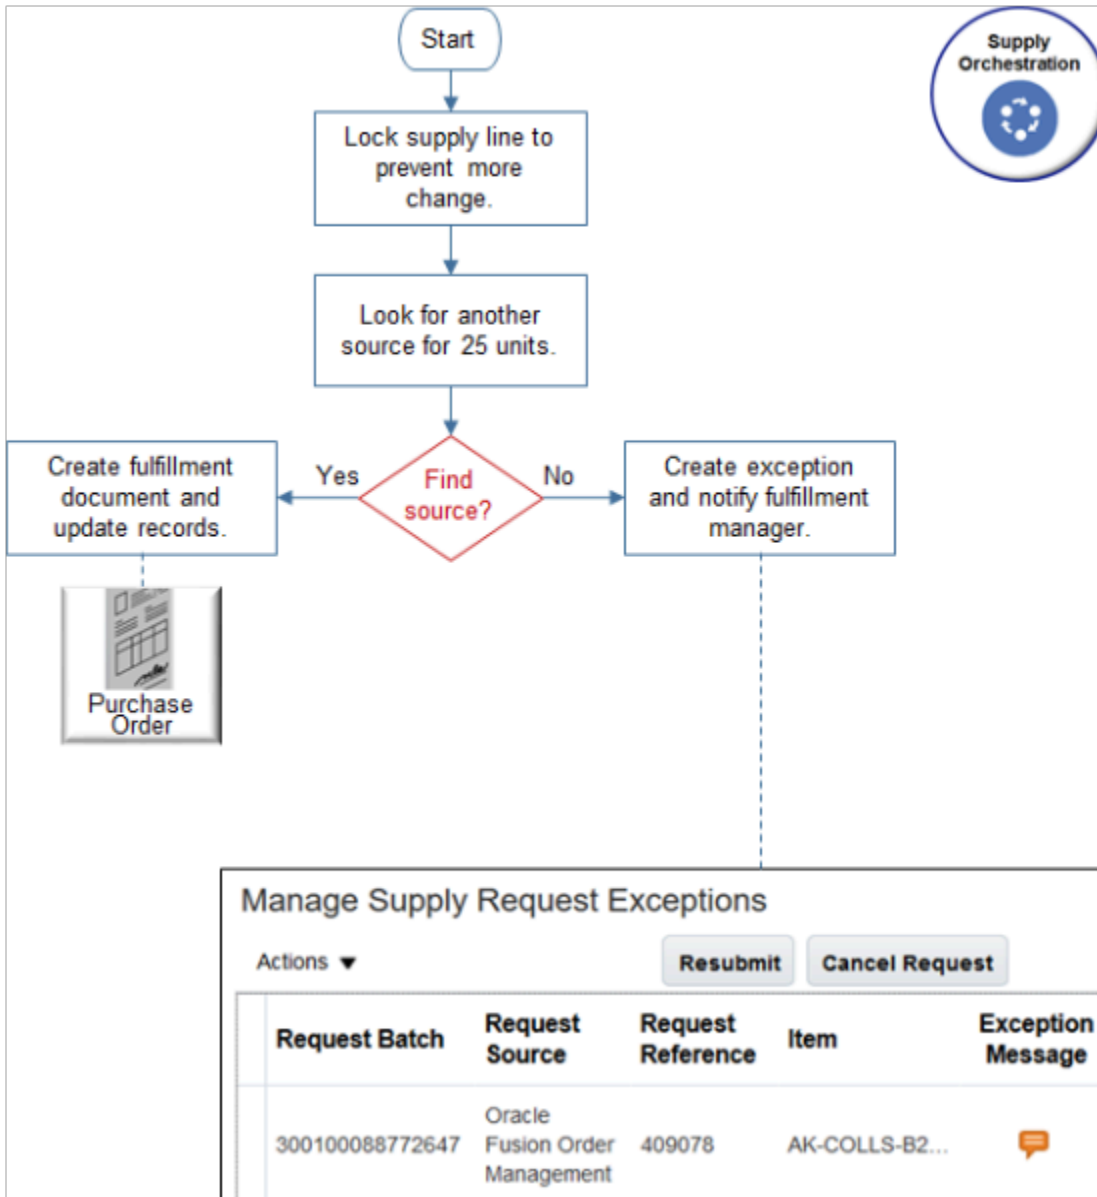 Start
Supply
Orchestration
Lock supply line to
prevent more
change.
Look for another
source for 25 units.
Create fulfillment
document and
update records.
Yes
Find
source?
No
Create exception
and notify fulfillment
manager.
Purchase
Order
Manage Supply Request Exceptions
Actions
Resubmit
Cancel Request
Request Batch
Request
Source
Request
Reference
Item
Exception
Message
300100088772647
Oracle
Fusion Order
Management
409078
AK-COLLS-B2...